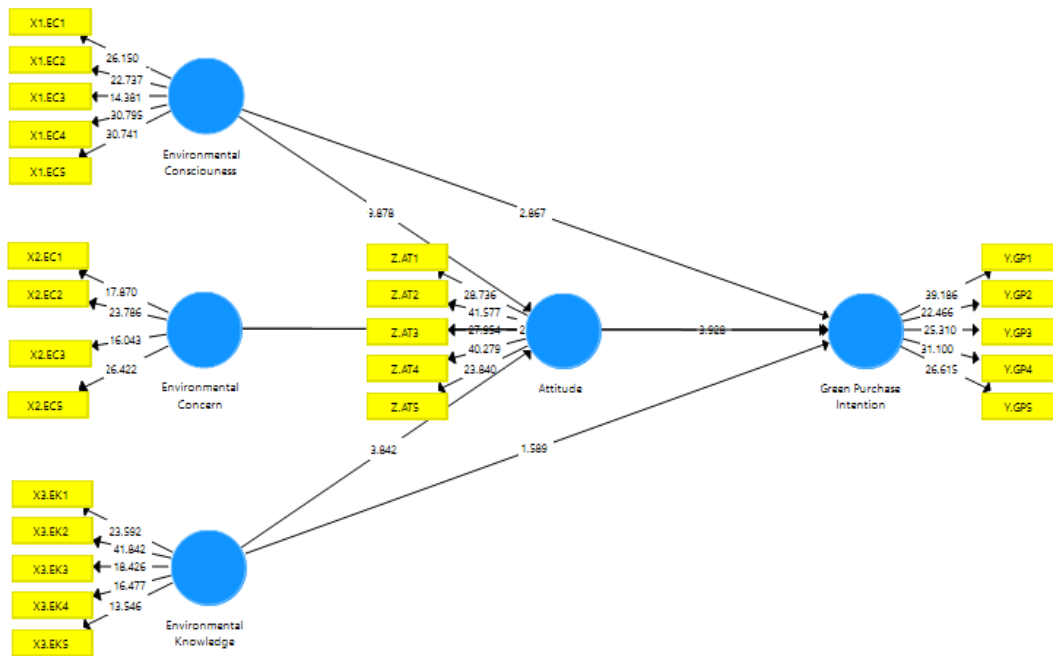 X1.EC1
X1.EC2
X1.EC3
X1.EC4
X1.EC5
26.150
22.737
14.381
30.795
30.741
Environmental
Consciouness
3.878
2.867
X2.EC1
X2.EC2
X2.EC3
X2.EC5
17.870
23.786
16.043
26.422
Environmental
Concern
Z.AT1
Z.AT2
Z.AT3
Z.AT4
Z.AT5
28.736
41.577
27.954
40.279
23.840
Attitude
3.928
Y.GP1
Y.GP2
Y.GP3
Y.GP4
Y.GP5
39.186
22.466
25.310
31.100
26.615
Green Purchase
Intention
3.842
1.589
X3.EK1
X3.EK2
X3.EK3
X3.EK4
X3.EK5
23.592
41.842
18.426
16.477
13.546
Environmental
Knowledge